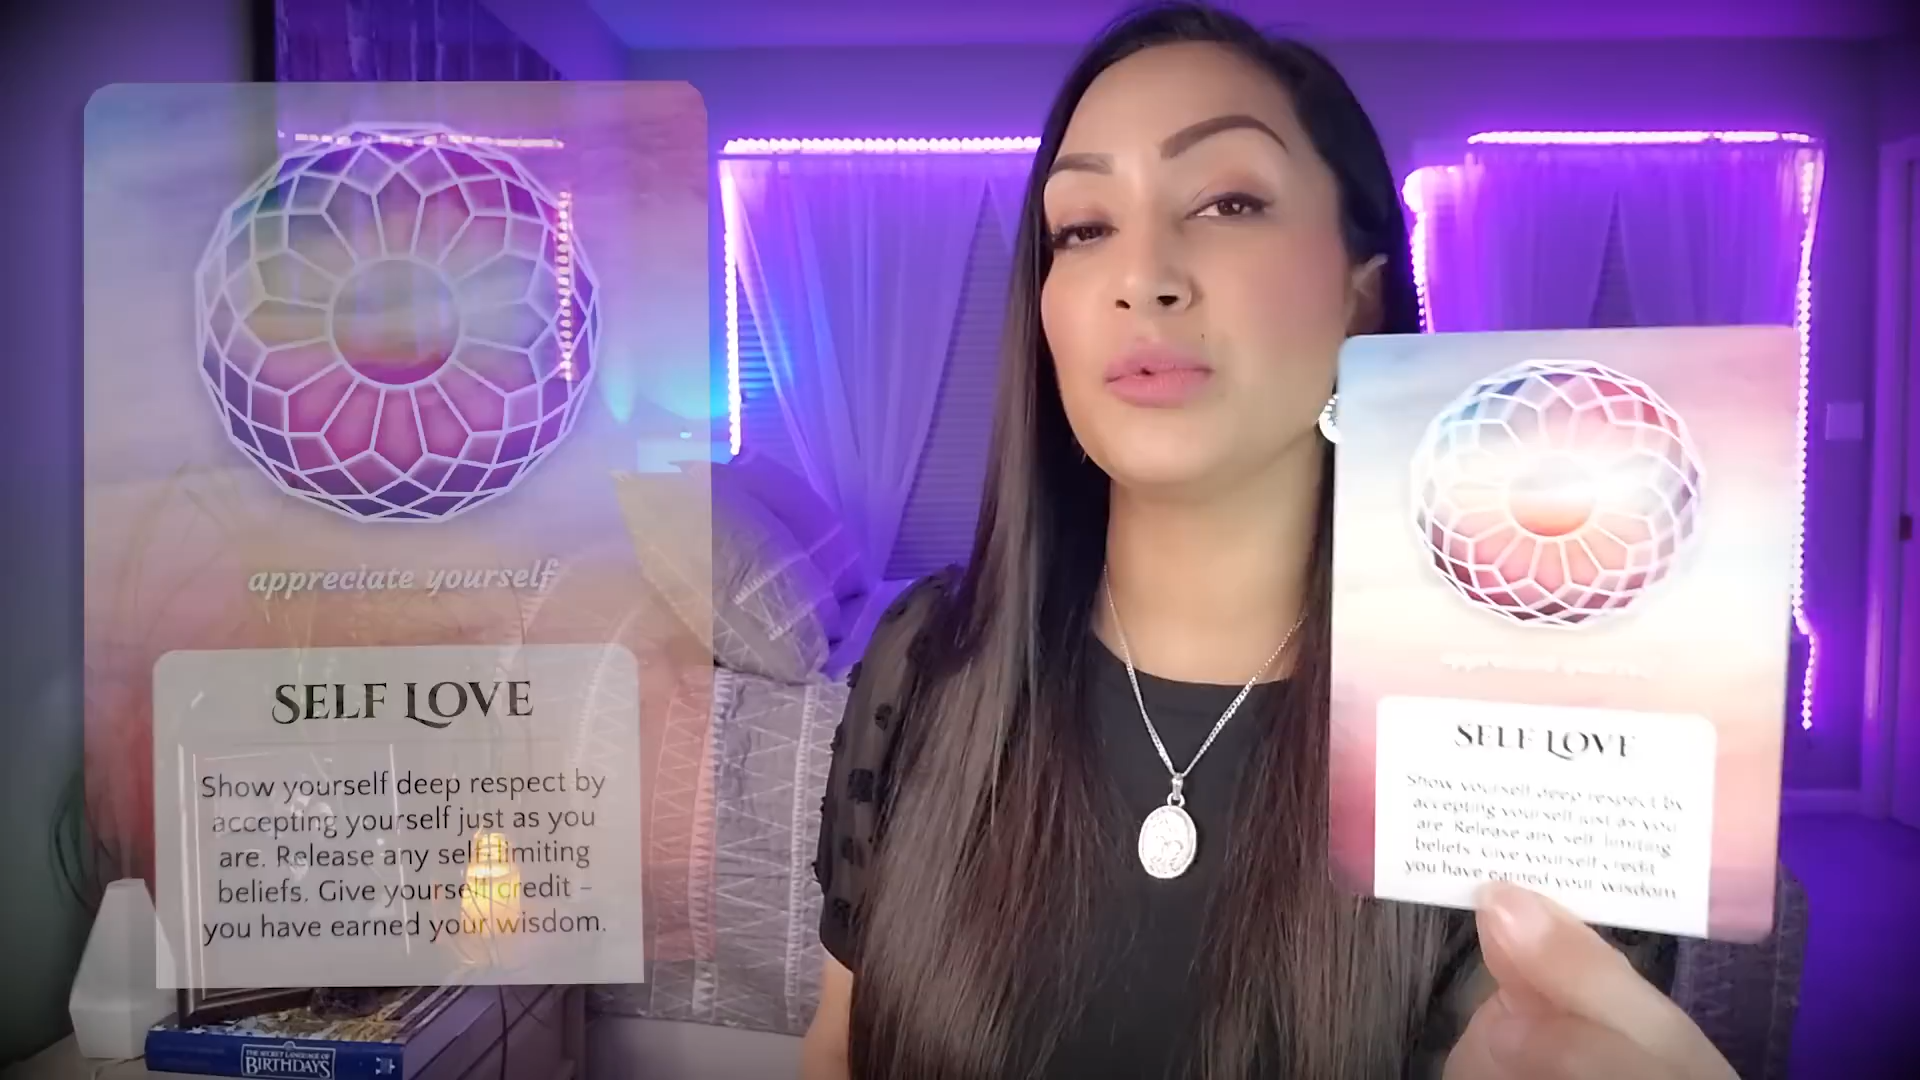 appreciate yourself
SELF LOVE
Show yourself deep respect by
accepting yourself just as you
are. Release any self-limiting
beliefs. Give yourself credit –
you have earned your wisdom.
THE SECRET LANGUAGE OF
BIRTHDAYS
SELF LOVE
Show yourself deep respect by
accepting yourself just as you
are. Release any self-limiting
beliefs. Give yourself credit
you have earned your wisdom